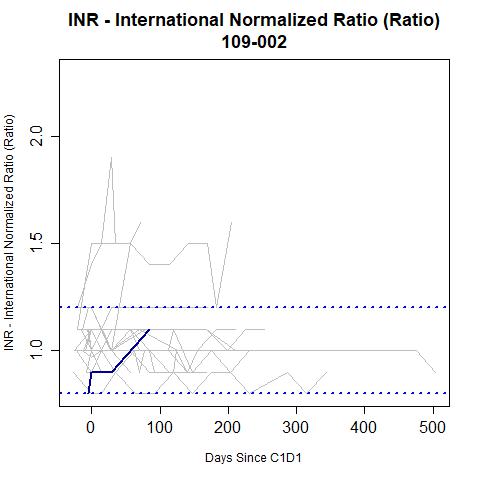 INR - International Normalized Ratio (Ratio)
109-002
INR - International Normalized Ratio (Ratio)
2.0
1.5
1.0
0 100 200 300 400 500
Days Since C1D1